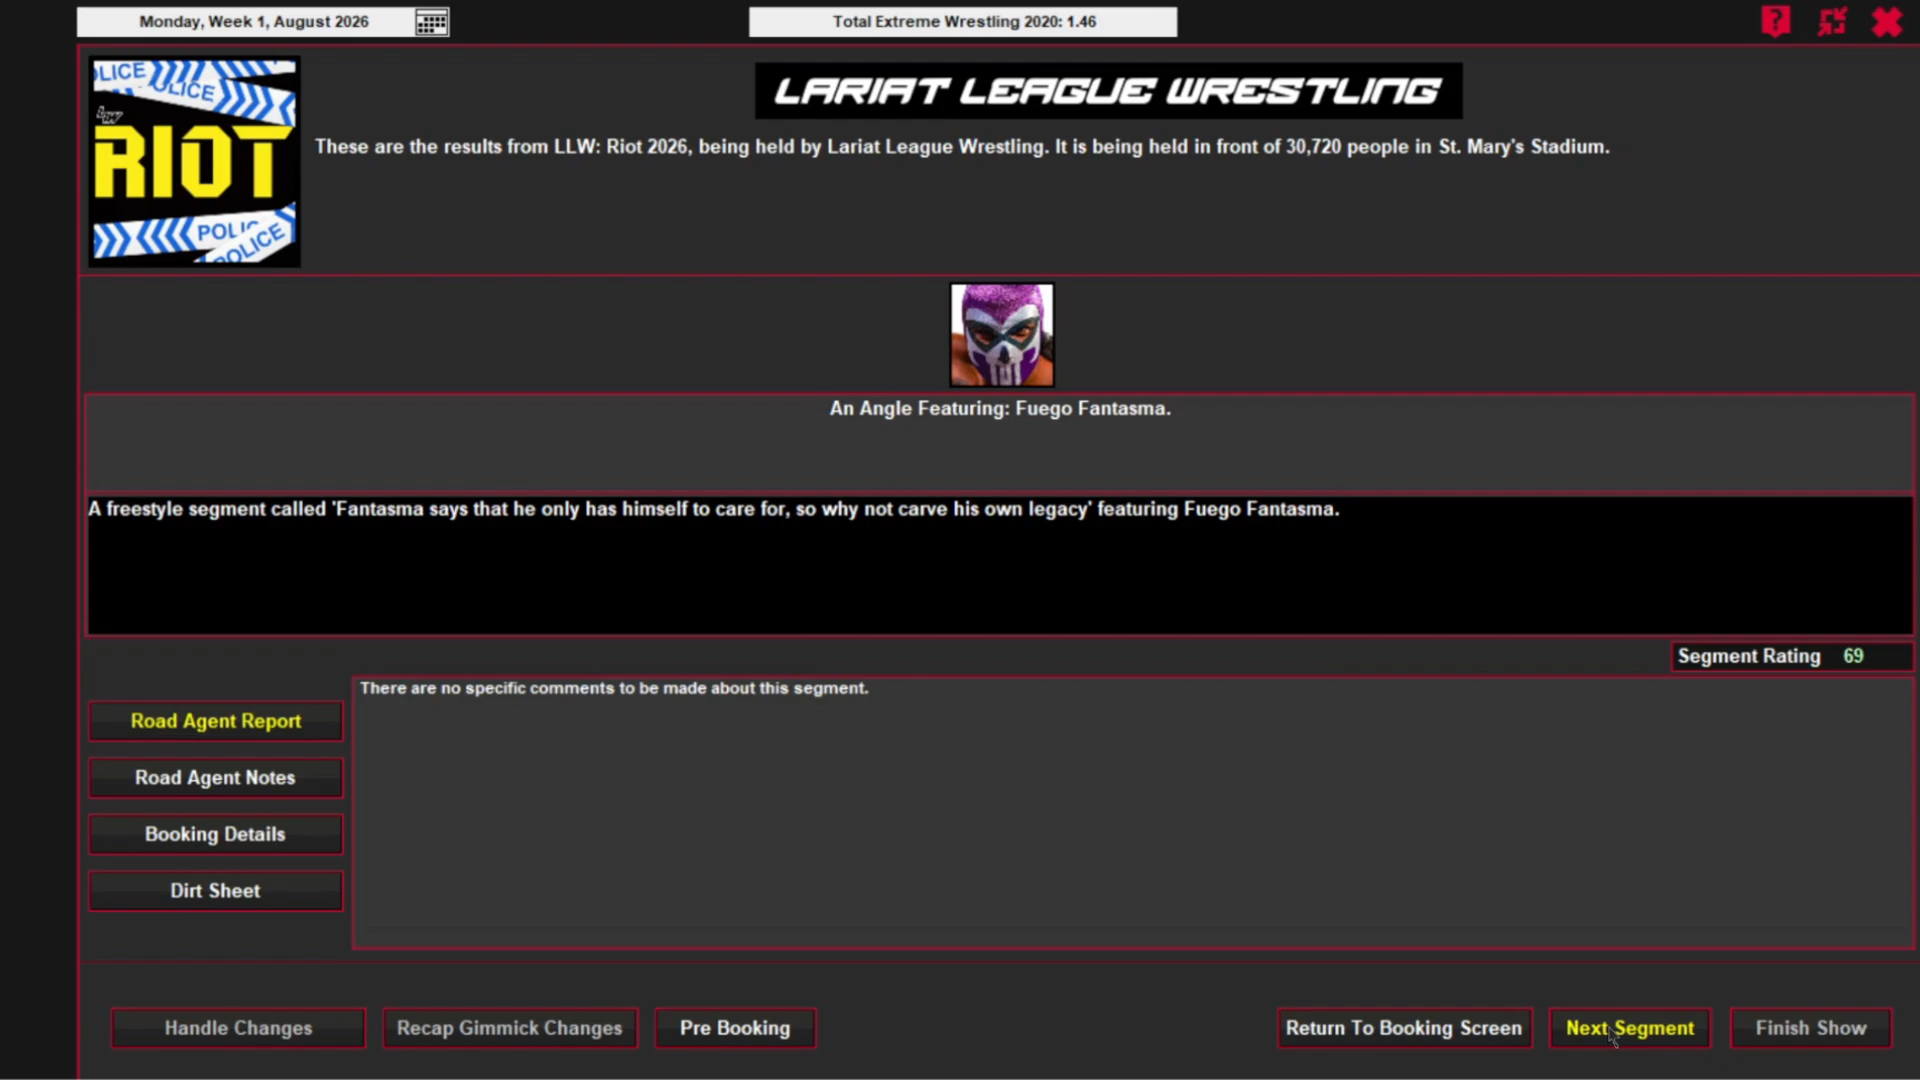 Monday, Week 1, August 2026
Total Extreme Wrestling 2020: 1.46
?
LICE
OLICE
LLW
RIOT
POLIC
POLICE
LARIAT LEAGUE WRESTLING
These are the results from LLW: Riot 2026, being held by Lariat League Wrestling. It is being held in front of 30,720 people in St. Mary's Stadium.
An Angle Featuring: Fuego Fantasma.
A freestyle segment called 'Fantasma says that he only has himself to care for, so why not carve his own legacy' featuring Fuego Fantasma.
Segment Rating 69
There are no specific comments to be made about this segment.
Road Agent Report
Road Agent Notes
Booking Details
Dirt Sheet
Handle Changes
Recap Gimmick Changes
Pre Booking
Return To Booking Screen
Next Segment
Finish Show